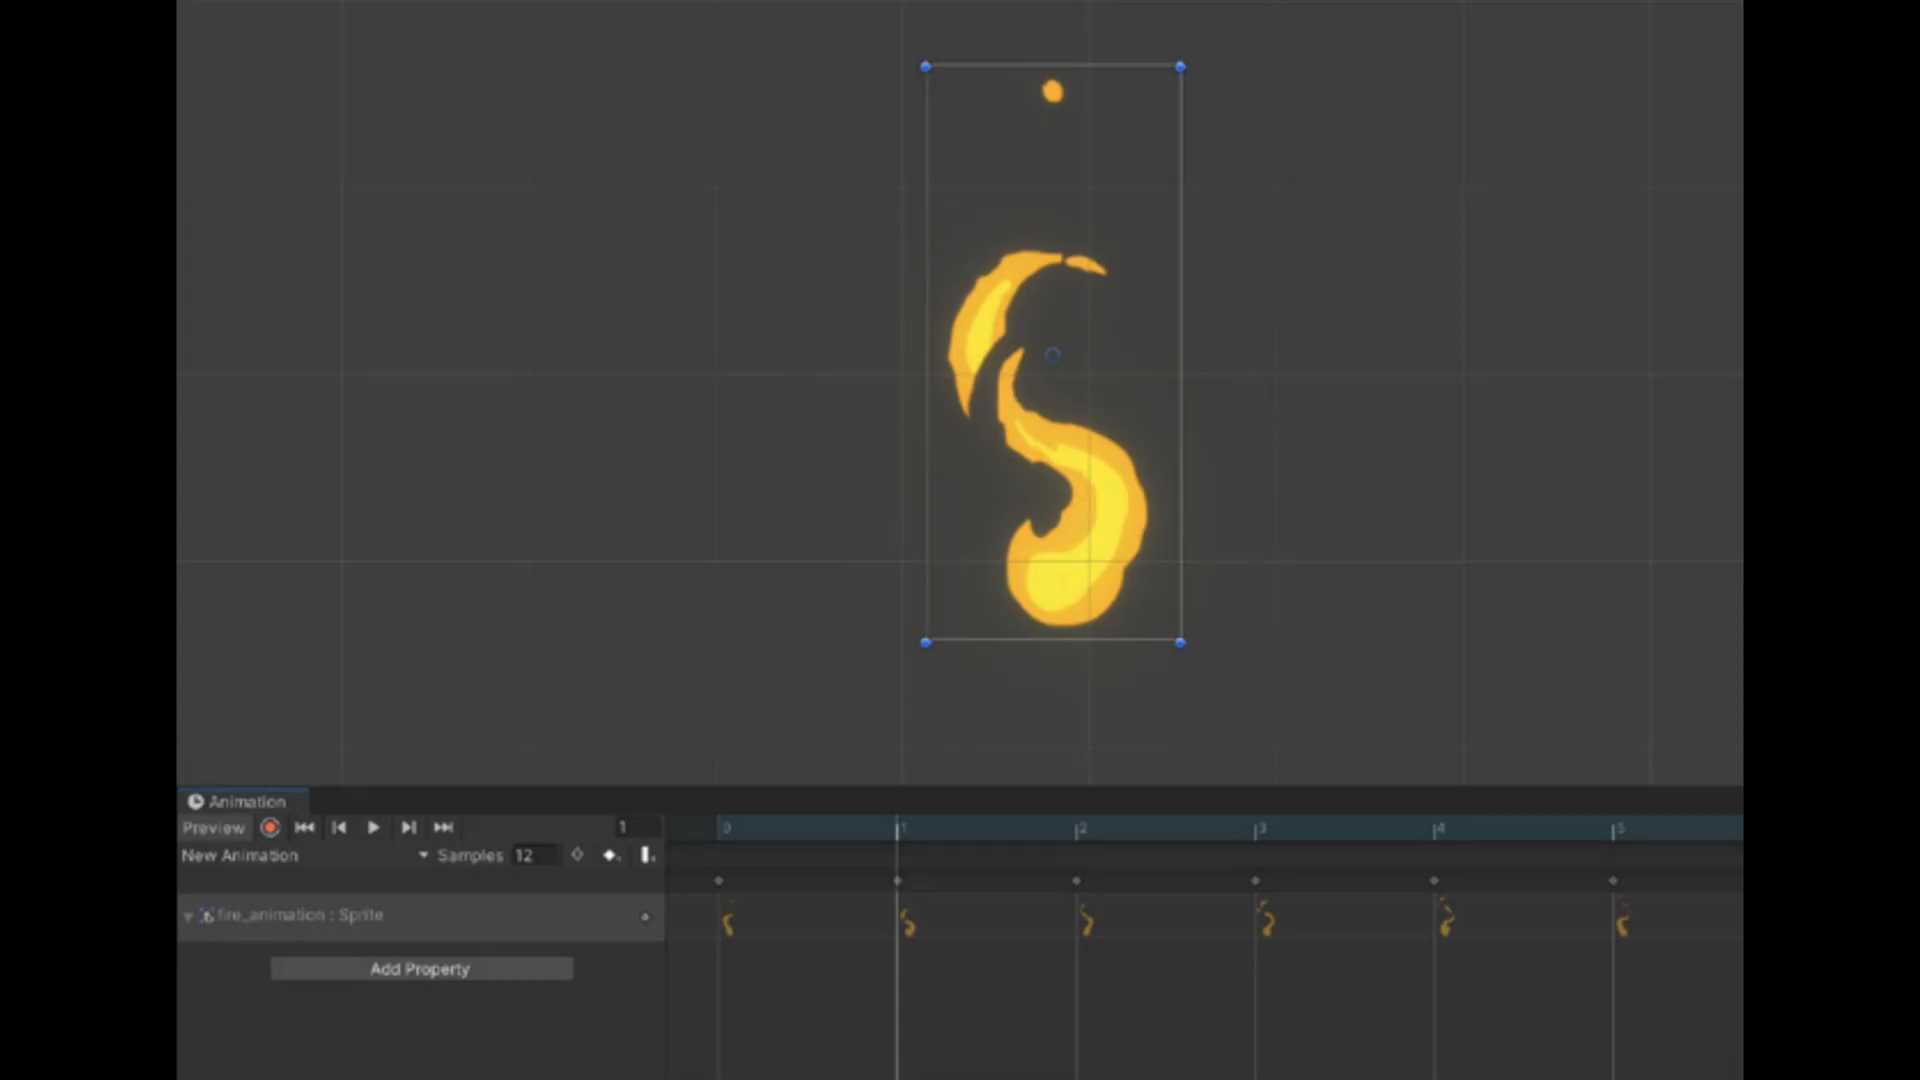 Animation
Preview 1 0 1 2 3 4 5
New Animation Samples 12
fire_animation : Sprite
Add Property